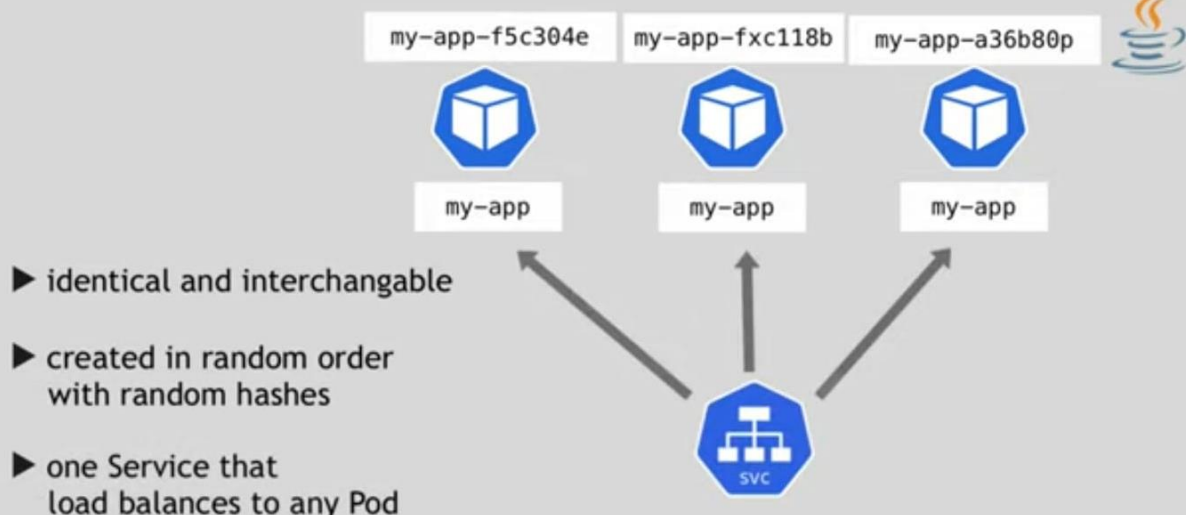 my-app-f5c304e
my-app-fxc118b
my-app-a36b80p
my-app
my-app
my-app
▶ identical and interchangable
▶ created in random order
with random hashes
▶ one Service that
load balances to any Pod
svc